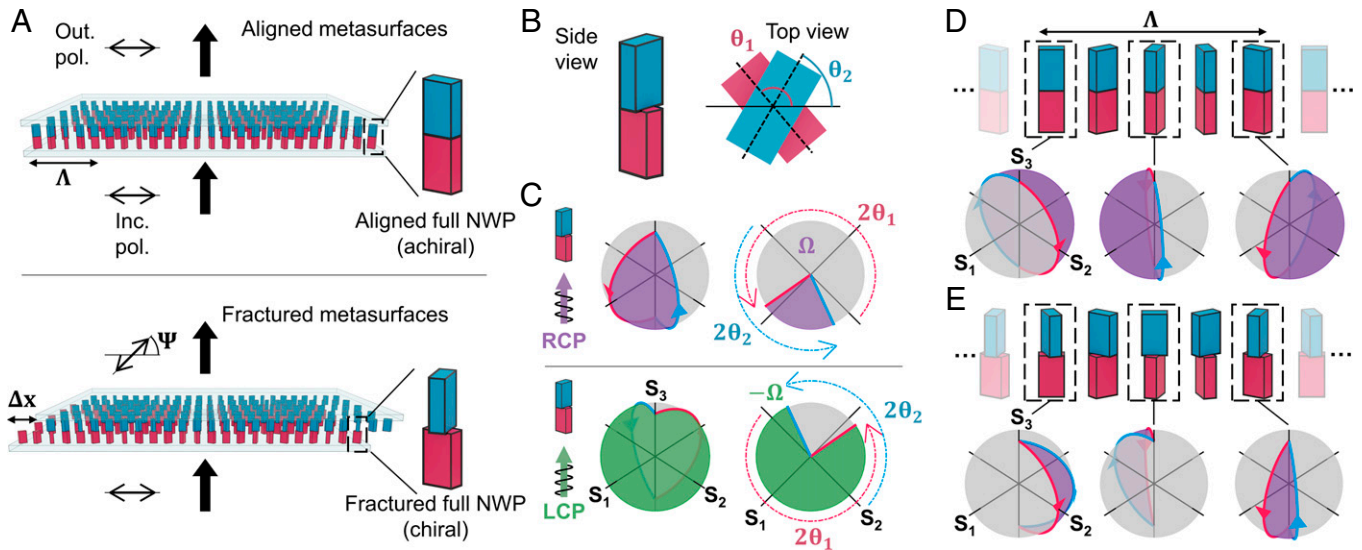 A
Out.
pol.
Aligned metasurfaces
Λ
Inc.
pol.
Aligned full NWP
(achiral)
Fractured metasurfaces
Ψ
Δx
Fractured full NWP
(chiral)
B
Side
view
Top view
θ1
θ2
C
RCP
Ω
2θ1
2θ2
LCP
S3
S1
S2
-Ω
2θ2
2θ1
S1
S2
D
Λ
...
...
S3
S1
S2
E
...
...
S3
S1
S2